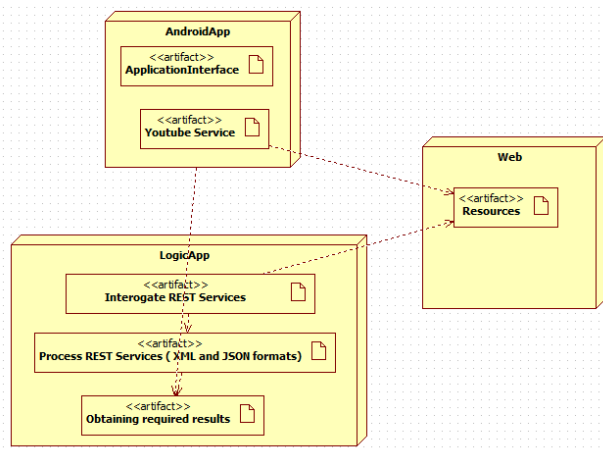 AndroidApp
<<artifact>>
ApplicationInterface
<<artifact>>
Youtube Service
Web
<<artifact>>
Resources
LogicApp
<<artifact>>
Interogate REST Services
<<artifact>>
Process REST Services ( XML and JSON formats)
<<artifact>>
Obtaining required results